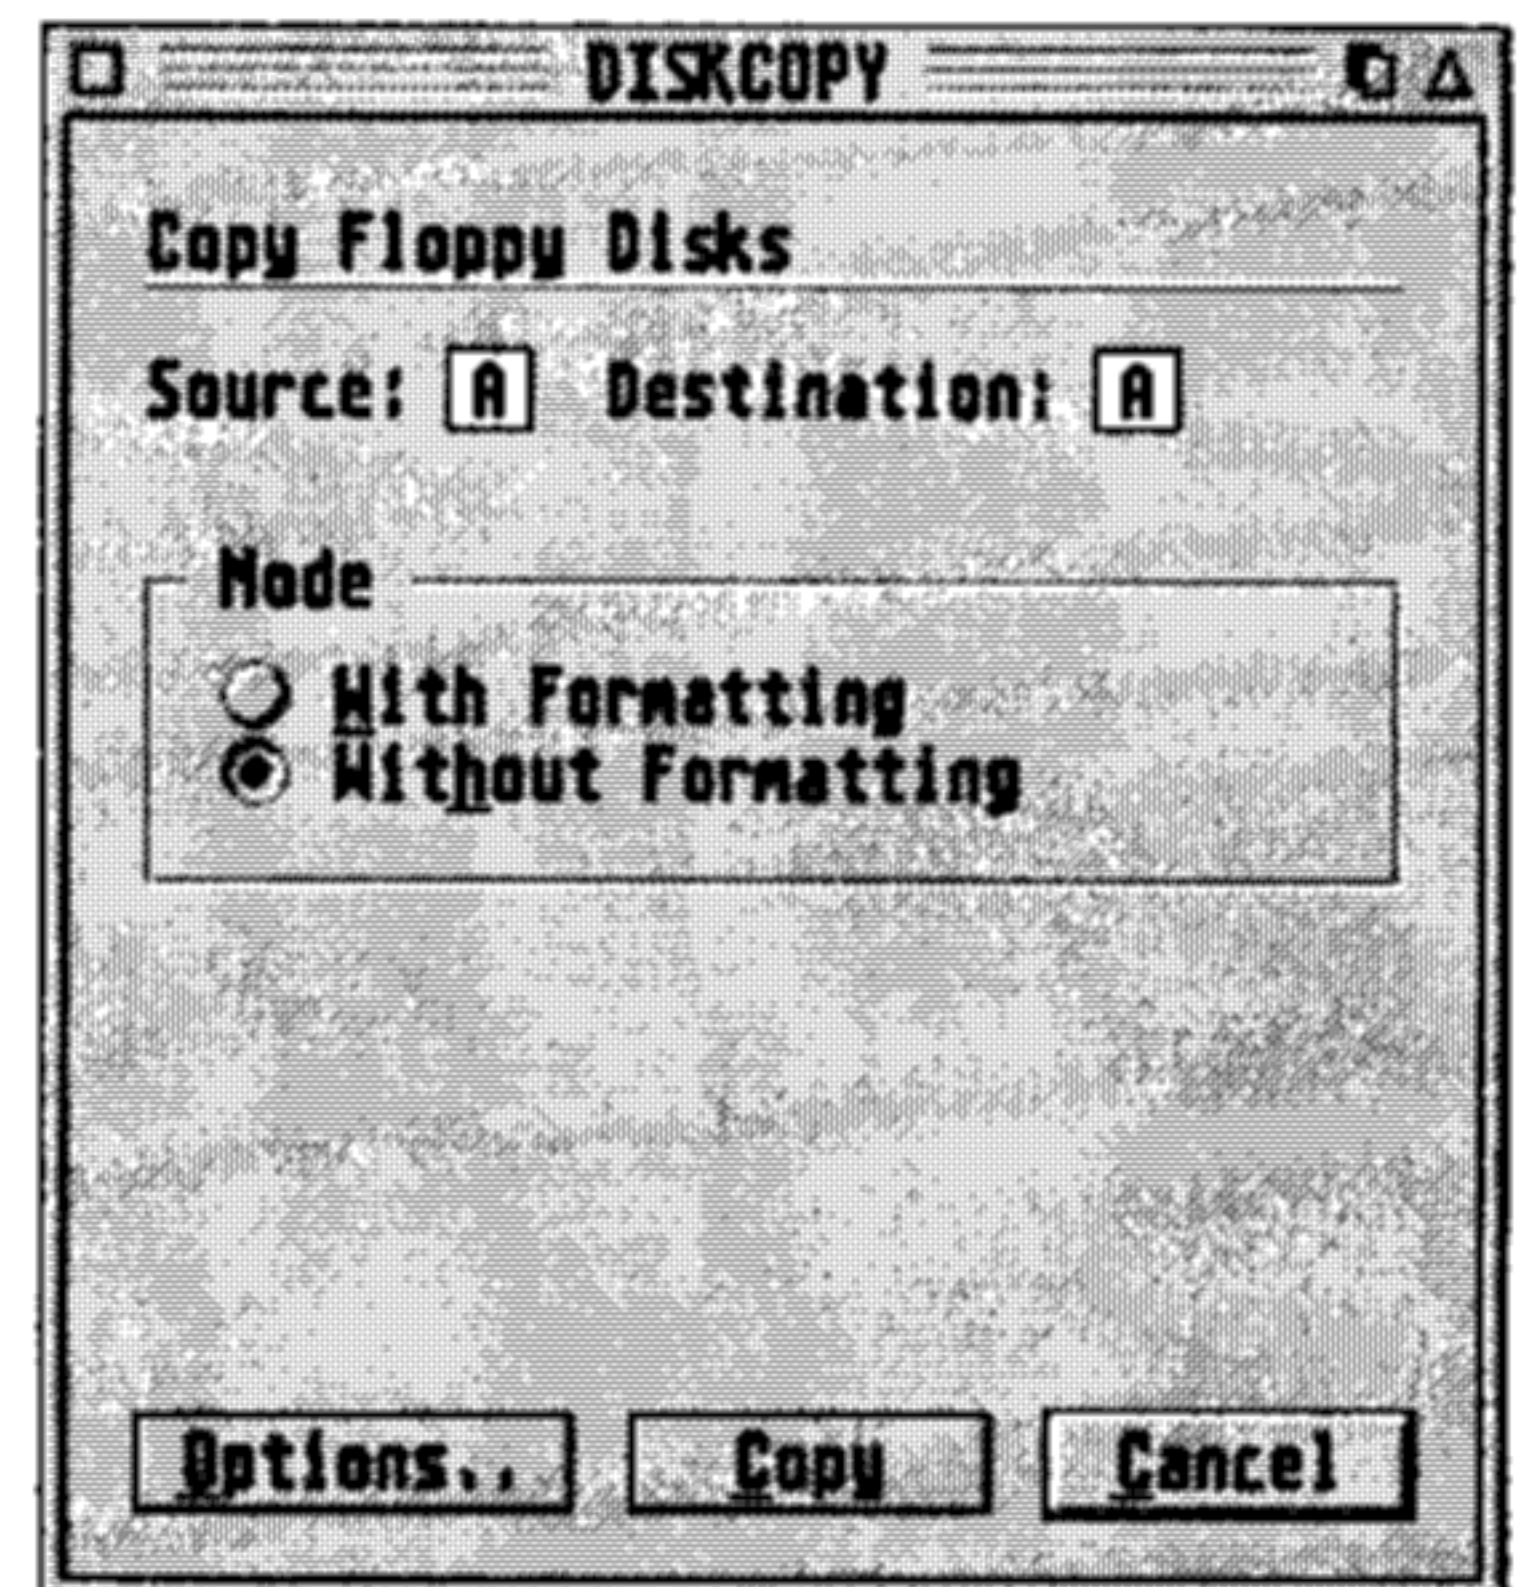 DISKCOPY
Copy Floppy Disks
Source: A Destination: A
Mode
With Formatting
Without Formatting
Options.. Copy Cancel